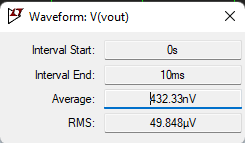 Waveform: V(vout)
Interval Start: 0s
Interval End: 10ms
Average: 432.33nV
RMS: 49.848µV